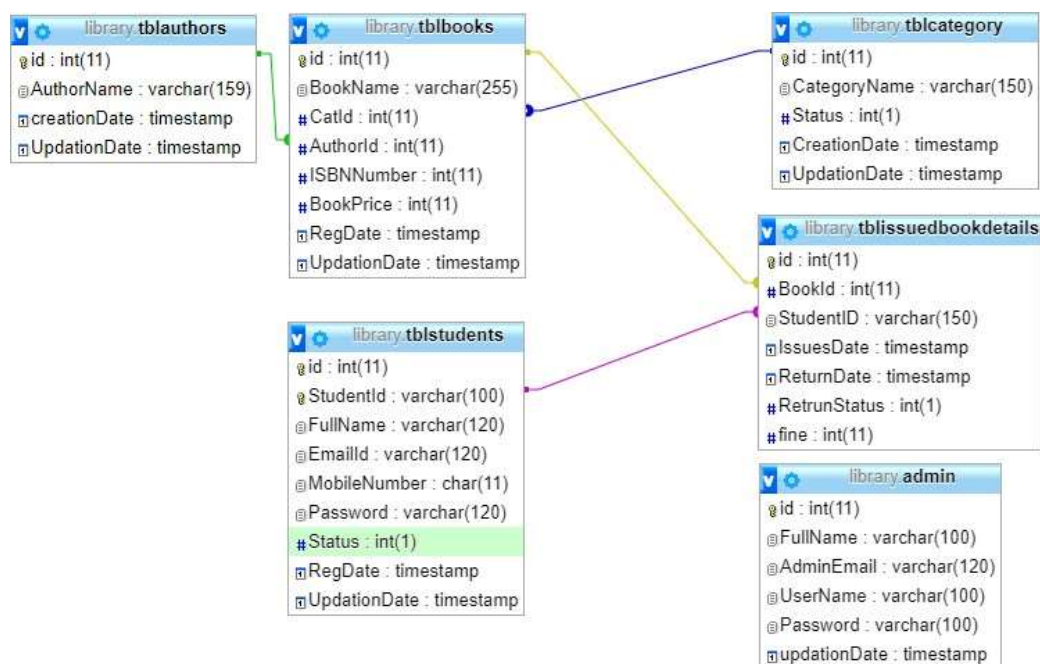 library.tblauthors
id : int(11)
AuthorName : varchar(159)
creationDate : timestamp
UpdationDate : timestamp
library.tblbooks
id : int(11)
BookName : varchar(255)
CatId : int(11)
AuthorId : int(11)
ISBNNumber : int(11)
BookPrice : int(11)
RegDate : timestamp
UpdationDate : timestamp
library.tblcategory
id : int(11)
CategoryName : varchar(150)
Status : int(1)
CreationDate : timestamp
UpdationDate : timestamp
library.tblissuedbookdetails
id : int(11)
BookId : int(11)
StudentID : varchar(150)
IssuesDate : timestamp
ReturnDate : timestamp
RetrunStatus : int(1)
fine : int(11)
library.tblstudents
id : int(11)
StudentId : varchar(100)
FullName : varchar(120)
EmailId : varchar(120)
MobileNumber : char(11)
Password : varchar(120)
Status : int(1)
RegDate : timestamp
UpdationDate : timestamp
library.admin
id : int(11)
FullName : varchar(100)
AdminEmail : varchar(120)
UserName : varchar(100)
Password : varchar(100)
updationDate : timestamp